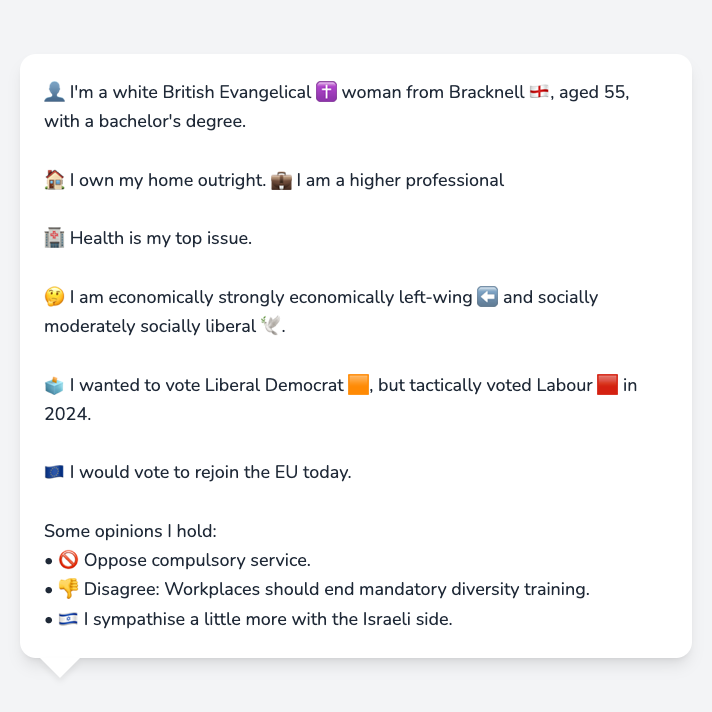 👤 I'm a white British Evangelical ✝️ woman from Bracknell 🏴󠁧󠁢󠁥󠁮󠁧󠁿, aged 55,
with a bachelor's degree.
🏠 I own my home outright. 💼 I am a higher professional
🏥 Health is my top issue.
🤔 I am economically strongly economically left-wing ⬅️ and socially
moderately socially liberal 🕊️.
🗳️ I wanted to vote Liberal Democrat 🟧, but tactically voted Labour 🟥 in
2024.
🇪🇺 I would vote to rejoin the EU today.
Some opinions I hold:
• 🚫 Oppose compulsory service.
• 👎 Disagree: Workplaces should end mandatory diversity training.
• 🇮🇱 I sympathise a little more with the Israeli side.